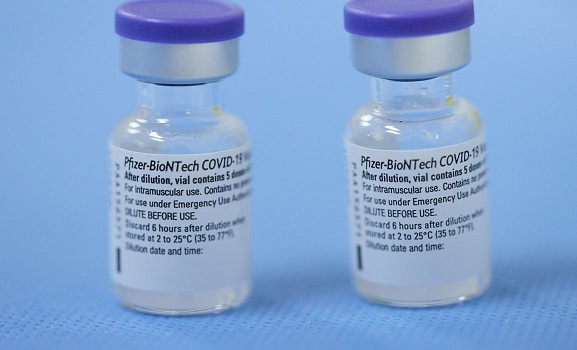 Pfizer-BioNTech COVID-19
After dilution, vial contains 5
For intramuscular use. Contains no
For use under Emergency Use
DILUTE BEFORE USE.
Discard 6 hours after dilution
stored at 2 to 25°C (35 to 77°F).
Dilution date and time:
Pfizer-BioNTech COVID-19
After dilution, vial contains 5
For intramuscular use. Contains
For use under Emergency Use
DILUTE BEFORE USE.
Discard 6 hours after dilution when
stored at 2 to 25°C (35 to 77°F).
Dilution date and time: